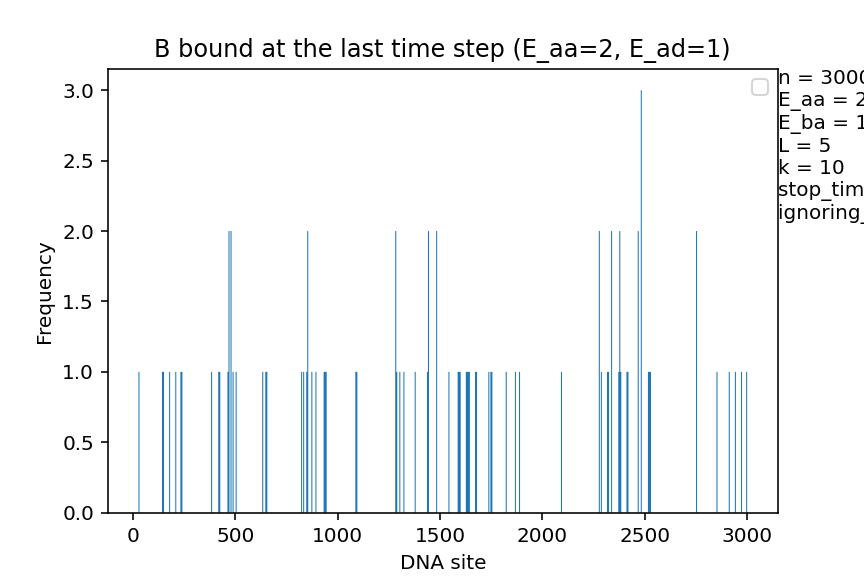 B bound at the last time step (E_aa=2, E_ad=1)
n = 3000
E_aa = 2
E_ba = 1
L = 5
k = 10
stop_tim
ignoring_
3.0
2.5
2.0
1.5
1.0
0.5
0.0
Frequency
0 500 1000 1500 2000 2500 3000
DNA site